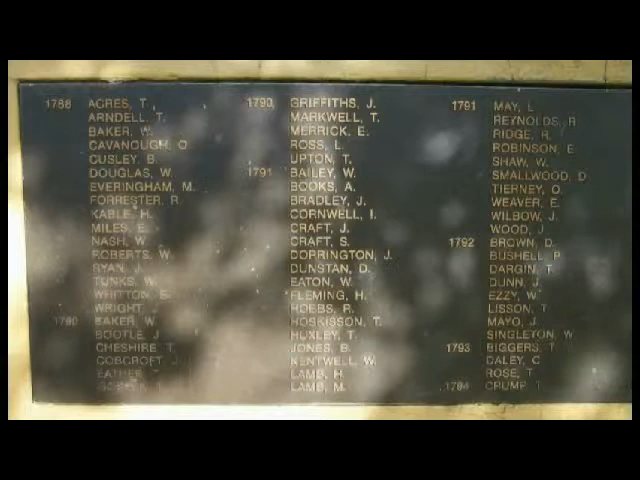 1788 ACRES, T.
ARNDELL, T.
BAKER, W.
CAVANOUGH, O.
CUSLEY, B.
DOUGLAS, W.
EVERINGHAM, M.
FORRESTER, R.
KABLE, H.
MILES, E.
NASH, W.
ROBERTS, W.
RYAN, J.
TUNKS, W.
WHITTON, E.
WRIGHT, J.
1790 BAKER, W.
BOOTLE, J.
CHESHIRE, T.
COBCROFT, J.
EATHER, T.
1790 GRIFFITHS, J.
MARKWELL, T.
MERRICK, E.
ROSS, L.
UPTON, T.
1791 BAILEY, W.
BOOKS, A.
BRADLEY, J.
CORNWELL, I.
CRAFT, J.
CRAFT, S.
DORRINGTON, J.
DUNSTAN, D.
EATON, W.
FLEMING, H.
HOBBS, R.
HOSKISSON, T.
HUXLEY, T.
JONES, B.
KENTWELL, W.
LAMB, H.
LAMB, M.
1791 MAY, L.
REYNOLDS, R.
RIDGE, R.
ROBINSON, E.
SHAW, W.
SMALLWOOD, D
TIERNEY, O.
WEAVER, E.
WILBOW, J.
WOOD, J.
1792 BROWN, D.
BUSHELL, P.
DARGIN, T.
DUNN, J.
EZZY, W.
LISSON, T.
MAYO, J.
SINGLETON, W.
1793 BIGGERS, T.
DALEY, C.
ROSE, T.
1794 CRUMP, T.